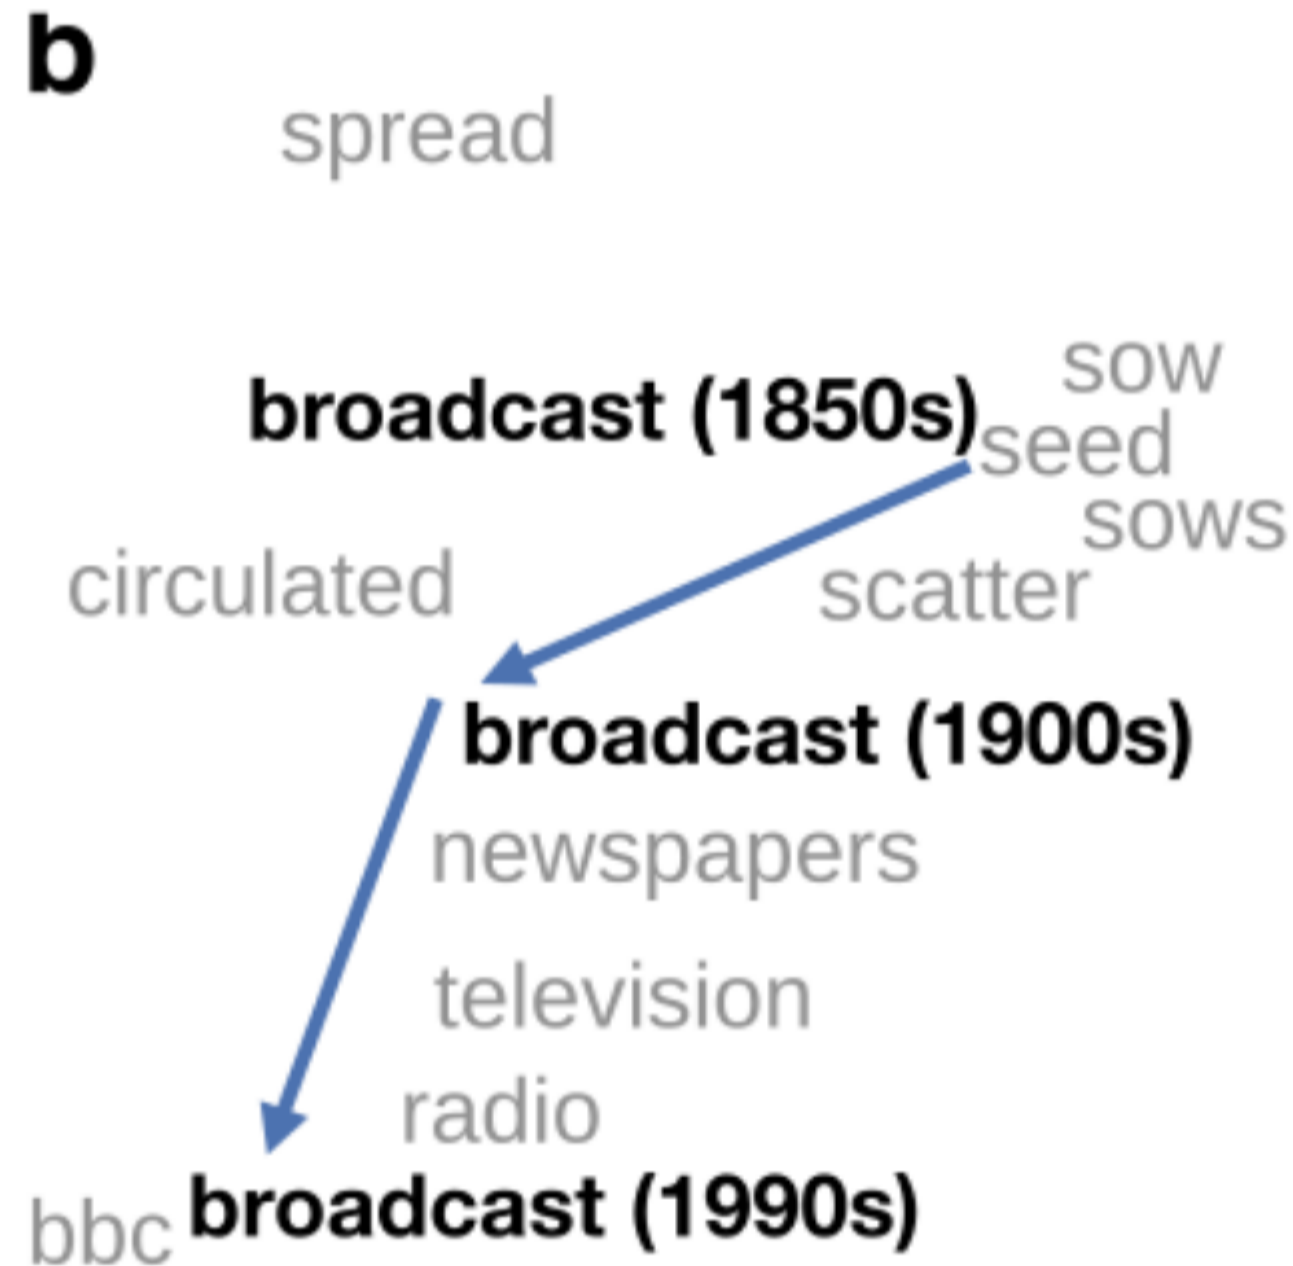 b
spread
sow
broadcast (1850s)
seed
sows
circulated
scatter
broadcast (1900s)
newspapers
television
radio
bbc
broadcast (1990s)